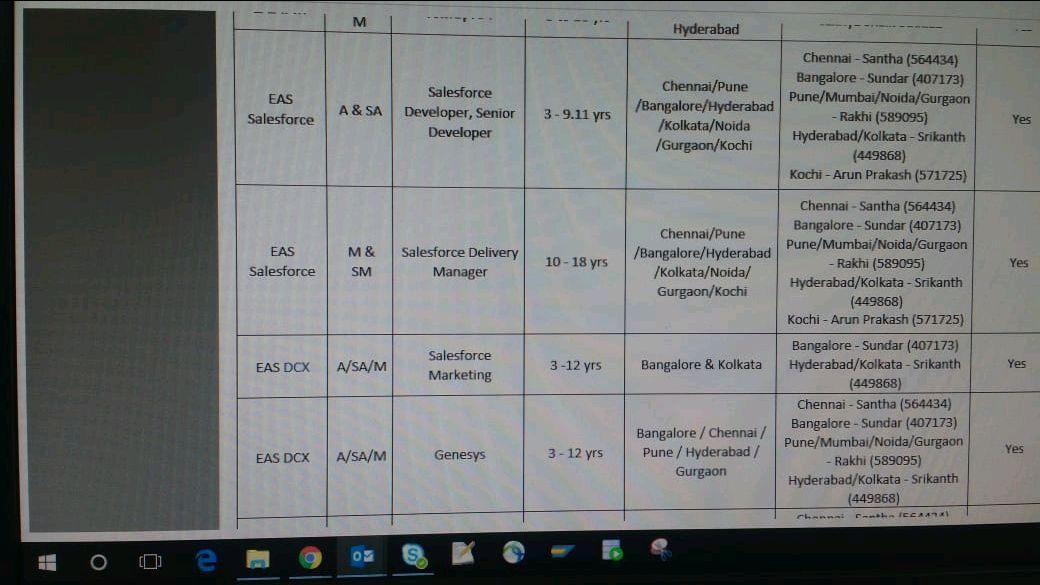 M
Hyderabad
EAS
Salesforce
A & SA
Salesforce
Developer, Senior
Developer
3 - 9.11 yrs
Chennai/Pune
/Bangalore/Hyderabad
/Kolkata/Noida
/Gurgaon/Kochi
Chennai - Santha (564434)
Bangalore - Sundar (407173)
Pune/Mumbai/Noida/Gurgaon
- Rakhi (589095)
Hyderabad/Kolkata - Srikanth
(449868)
Kochi - Arun Prakash (571725)
Yes
EAS
Salesforce
M &
SM
Salesforce Delivery
Manager
10 - 18 yrs
Chennai/Pune
/Bangalore/Hyderabad
/Kolkata/Noida/
Gurgaon/Kochi
Chennai - Santha (564434)
Bangalore - Sundar (407173)
Pune/Mumbai/Noida/Gurgaon
- Rakhi (589095)
Hyderabad/Kolkata - Srikanth
(449868)
Kochi - Arun Prakash (571725)
Yes
EAS DCX
A/SA/M
Salesforce
Marketing
3 -12 yrs
Bangalore & Kolkata
Bangalore - Sundar (407173)
Hyderabad/Kolkata - Srikanth
(449868)
Yes
EAS DCX
A/SA/M
Genesys
3 - 12 yrs
Bangalore / Chennai /
Pune / Hyderabad /
Gurgaon
Chennai - Santha (564434)
Bangalore - Sundar (407173)
Pune/Mumbai/Noida/Gurgaon
- Rakhi (589095)
Hyderabad/Kolkata - Srikanth
(449868)
Yes
Chennai - Santha (564434)